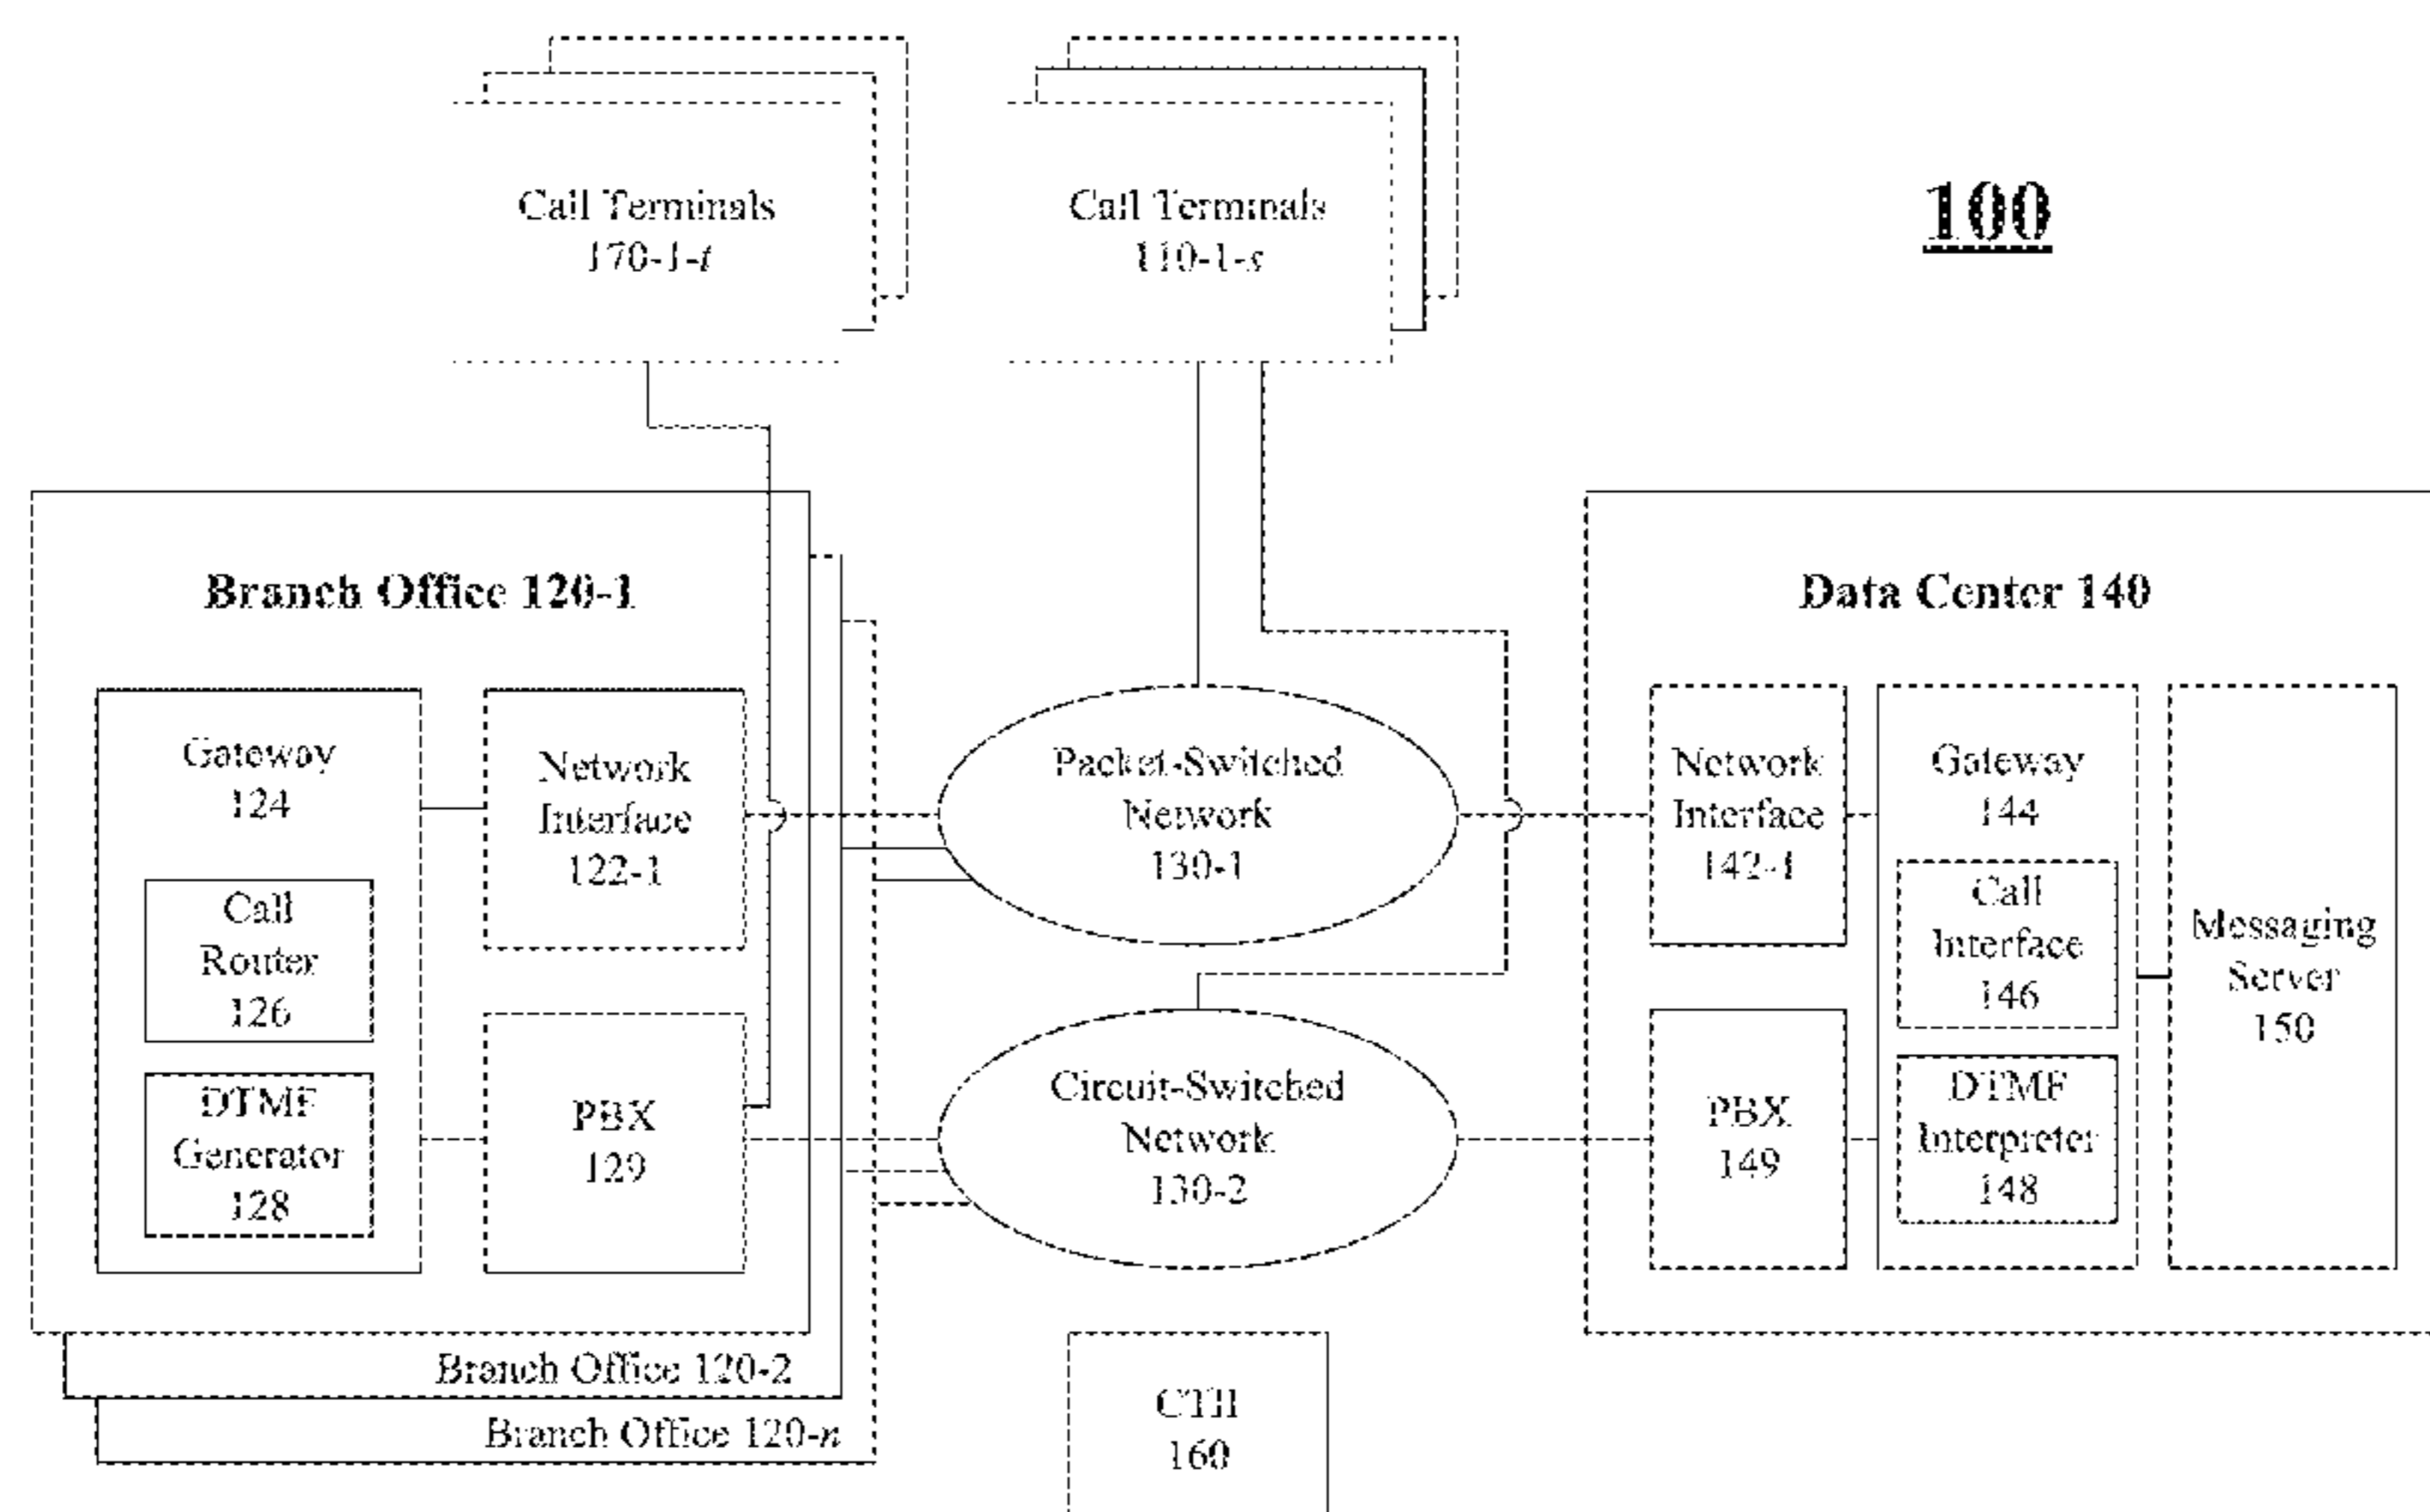 Call Terminals
170-1-t
Call Terminals
110-1-s
100
Branch Office 120-1
Gateway
124
Call
Router
126
DTMF
Generator
128
Network
Interface
122-1
PBX
129
Branch Office 120-2
Branch Office 120-n
Packet-Switched
Network
130-1
Circuit-Switched
Network
130-2
160
Data Center 140
Network
Interface
142-1
PBX
149
Gateway
144
Call
Interface
146
DTMF
Interpreter
148
Messaging
Server
150